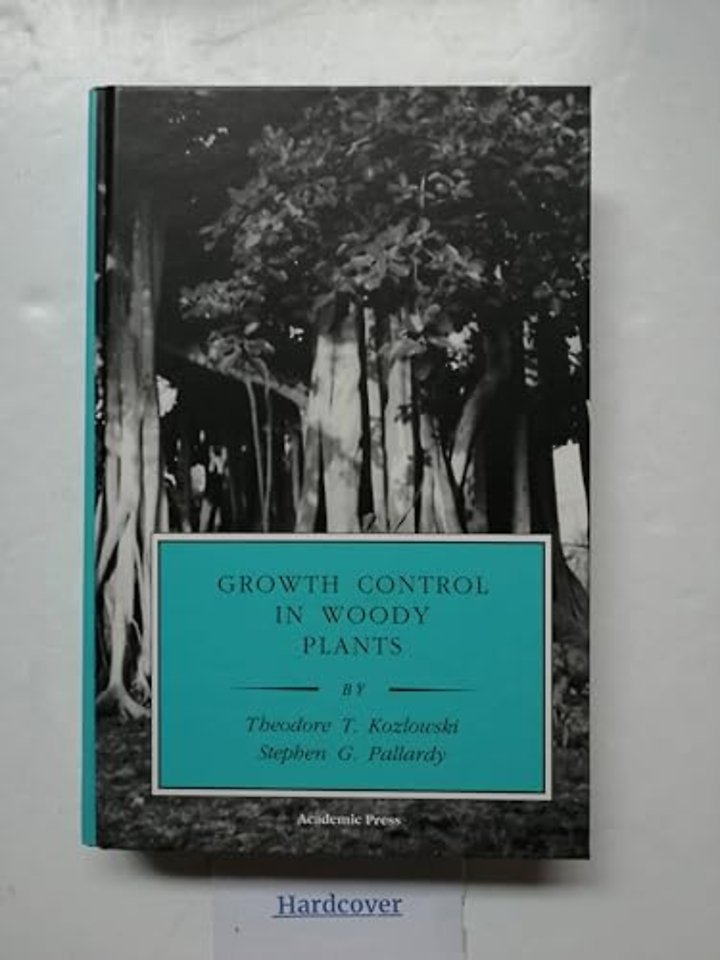 GROWTH CONTROL
IN WOODY
PLANTS
BY
Theodore T. Kozlowski
Stephen G. Pallardy
Academic Press
Hardcover